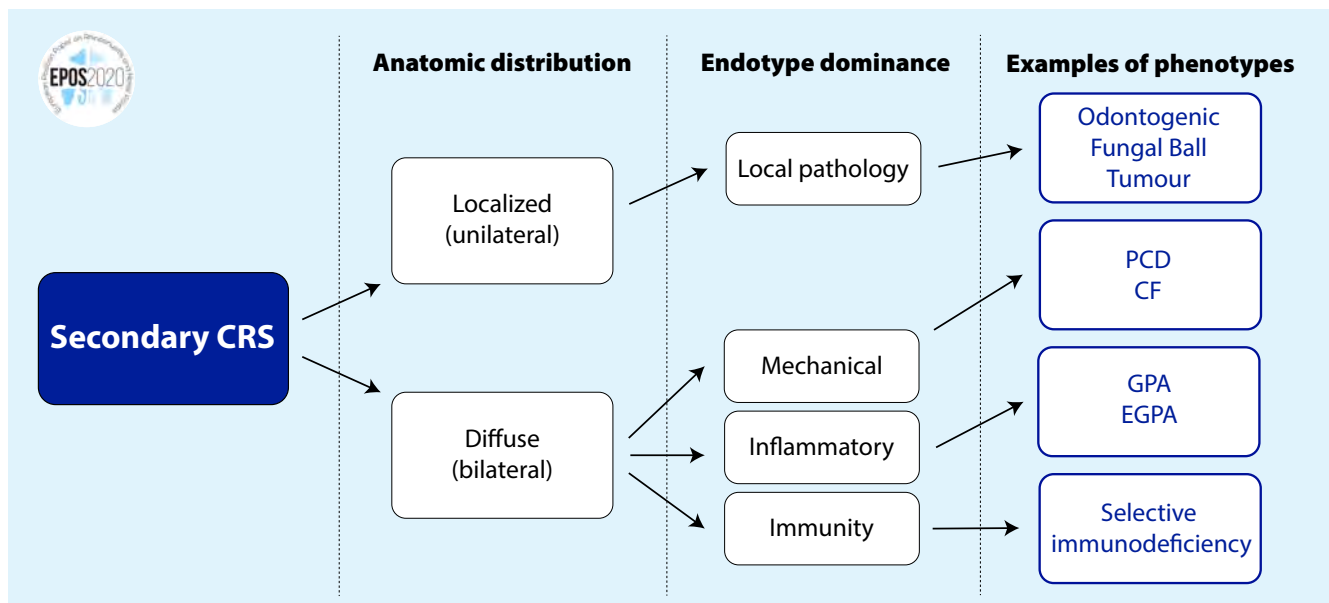 EPOS2020
Anatomic distribution
Endotype dominance
Examples of phenotypes
Secondary CRS
Localized
(unilateral)
Diffuse
(bilateral)
Local pathology
Mechanical
Inflammatory
Immunity
Odontogenic
Fungal Ball
Tumour
PCD
CF
GPA
EGPA
Selective
immunodeficiency